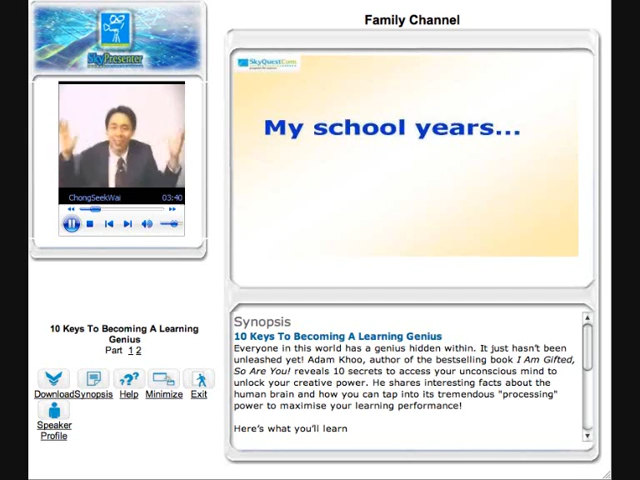 SkyPresenter
Family Channel
SkyQuestCom
My school years...
ChongSeekWai 03:40
10 Keys To Becoming A Learning
Genius
Part 1 2
Download Synopsis Help Minimize Exit
Speaker
Profile
Synopsis
10 Keys To Becoming A Learning Genius
Everyone in this world has a genius hidden within. It just hasn't been
unleashed yet! Adam Khoo, author of the bestselling book I Am Gifted,
So Are You! reveals 10 secrets to access your unconscious mind to
unlock your creative power. He shares interesting facts about the
human brain and how you can tap into its tremendous "processing"
power to maximise your learning performance!
Here's what you'll learn